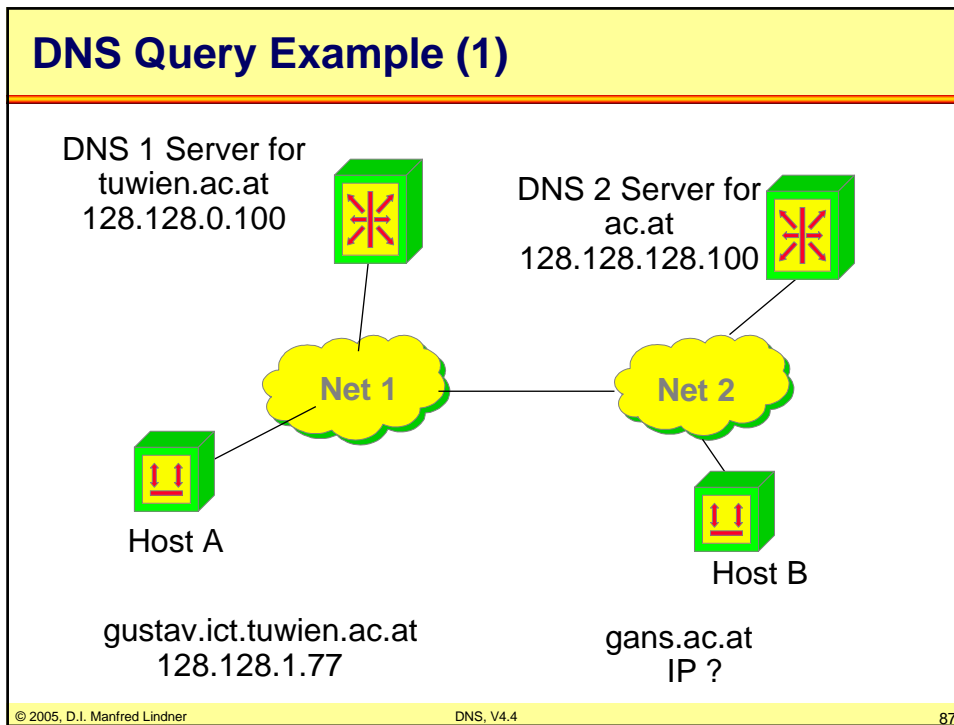 DNS Query Example (1)
DNS 1 Server for
tuwien.ac.at
128.128.0.100
DNS 2 Server for
ac.at
128.128.128.100
Net 1
Net 2
Host A
Host B
gustav.ict.tuwien.ac.at
128.128.1.77
gans.ac.at
IP ?
© 2005, D.I. Manfred Lindner
DNS, V4.4
87